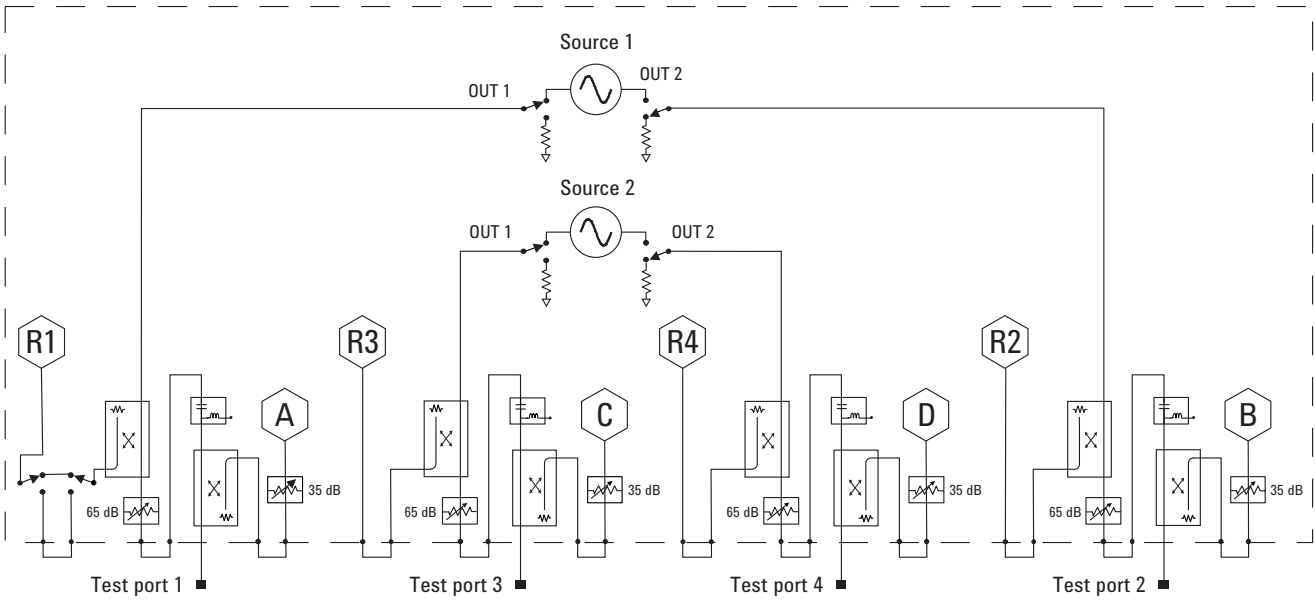 Source 1
OUT 1
OUT 2
Source 2
OUT 1
OUT 2
R1
R3
R4
R2
A
C
D
B
35 dB
35 dB
35 dB
35 dB
65 dB
65 dB
65 dB
65 dB
Test port 1
Test port 3
Test port 4
Test port 2